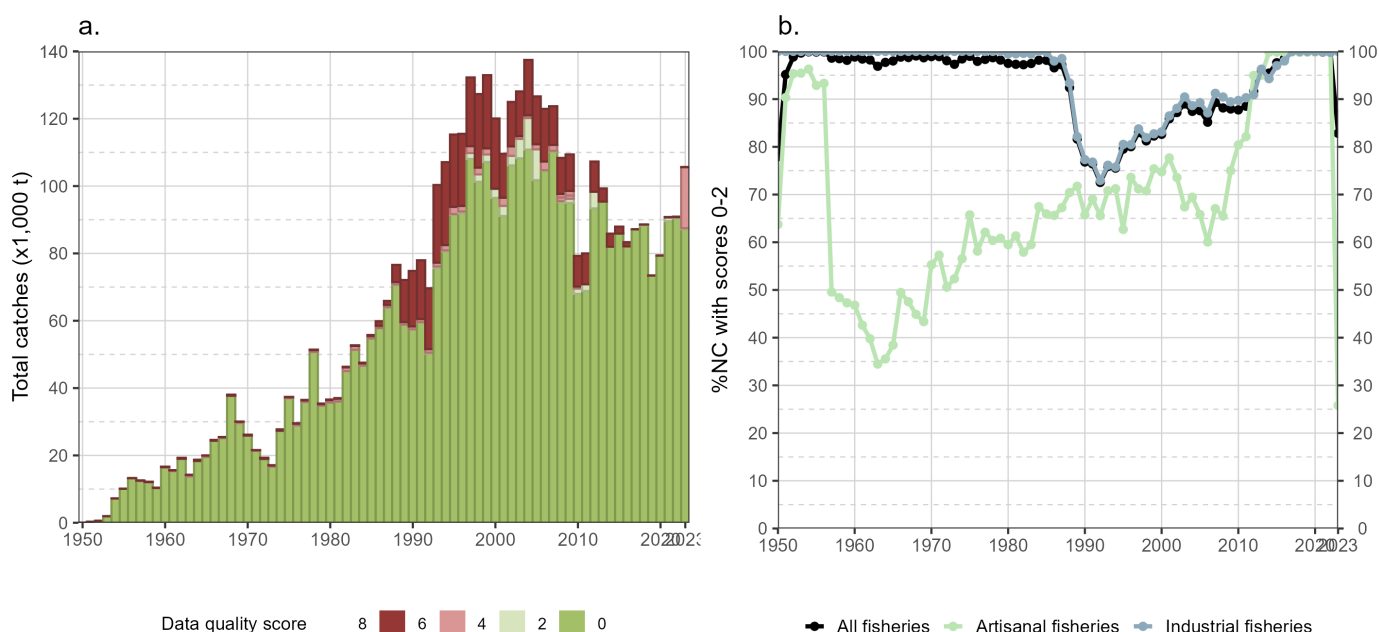 a.
Total catches (x1,000 t)
140
120
100
80
60
40
20
0
1950 1960 1970 1980 1990 2000 2010 2020 2023
Data quality score 8 6 4 2 0
b.
%NC with scores 0-2
100 100
90 90
80 80
70 70
60 60
50 50
40 40
30 30
20 20
10 10
0 0
1950 1960 1970 1980 1990 2000 2010 2020 2023
All fisheries Artisanal fisheries Industrial fisheries